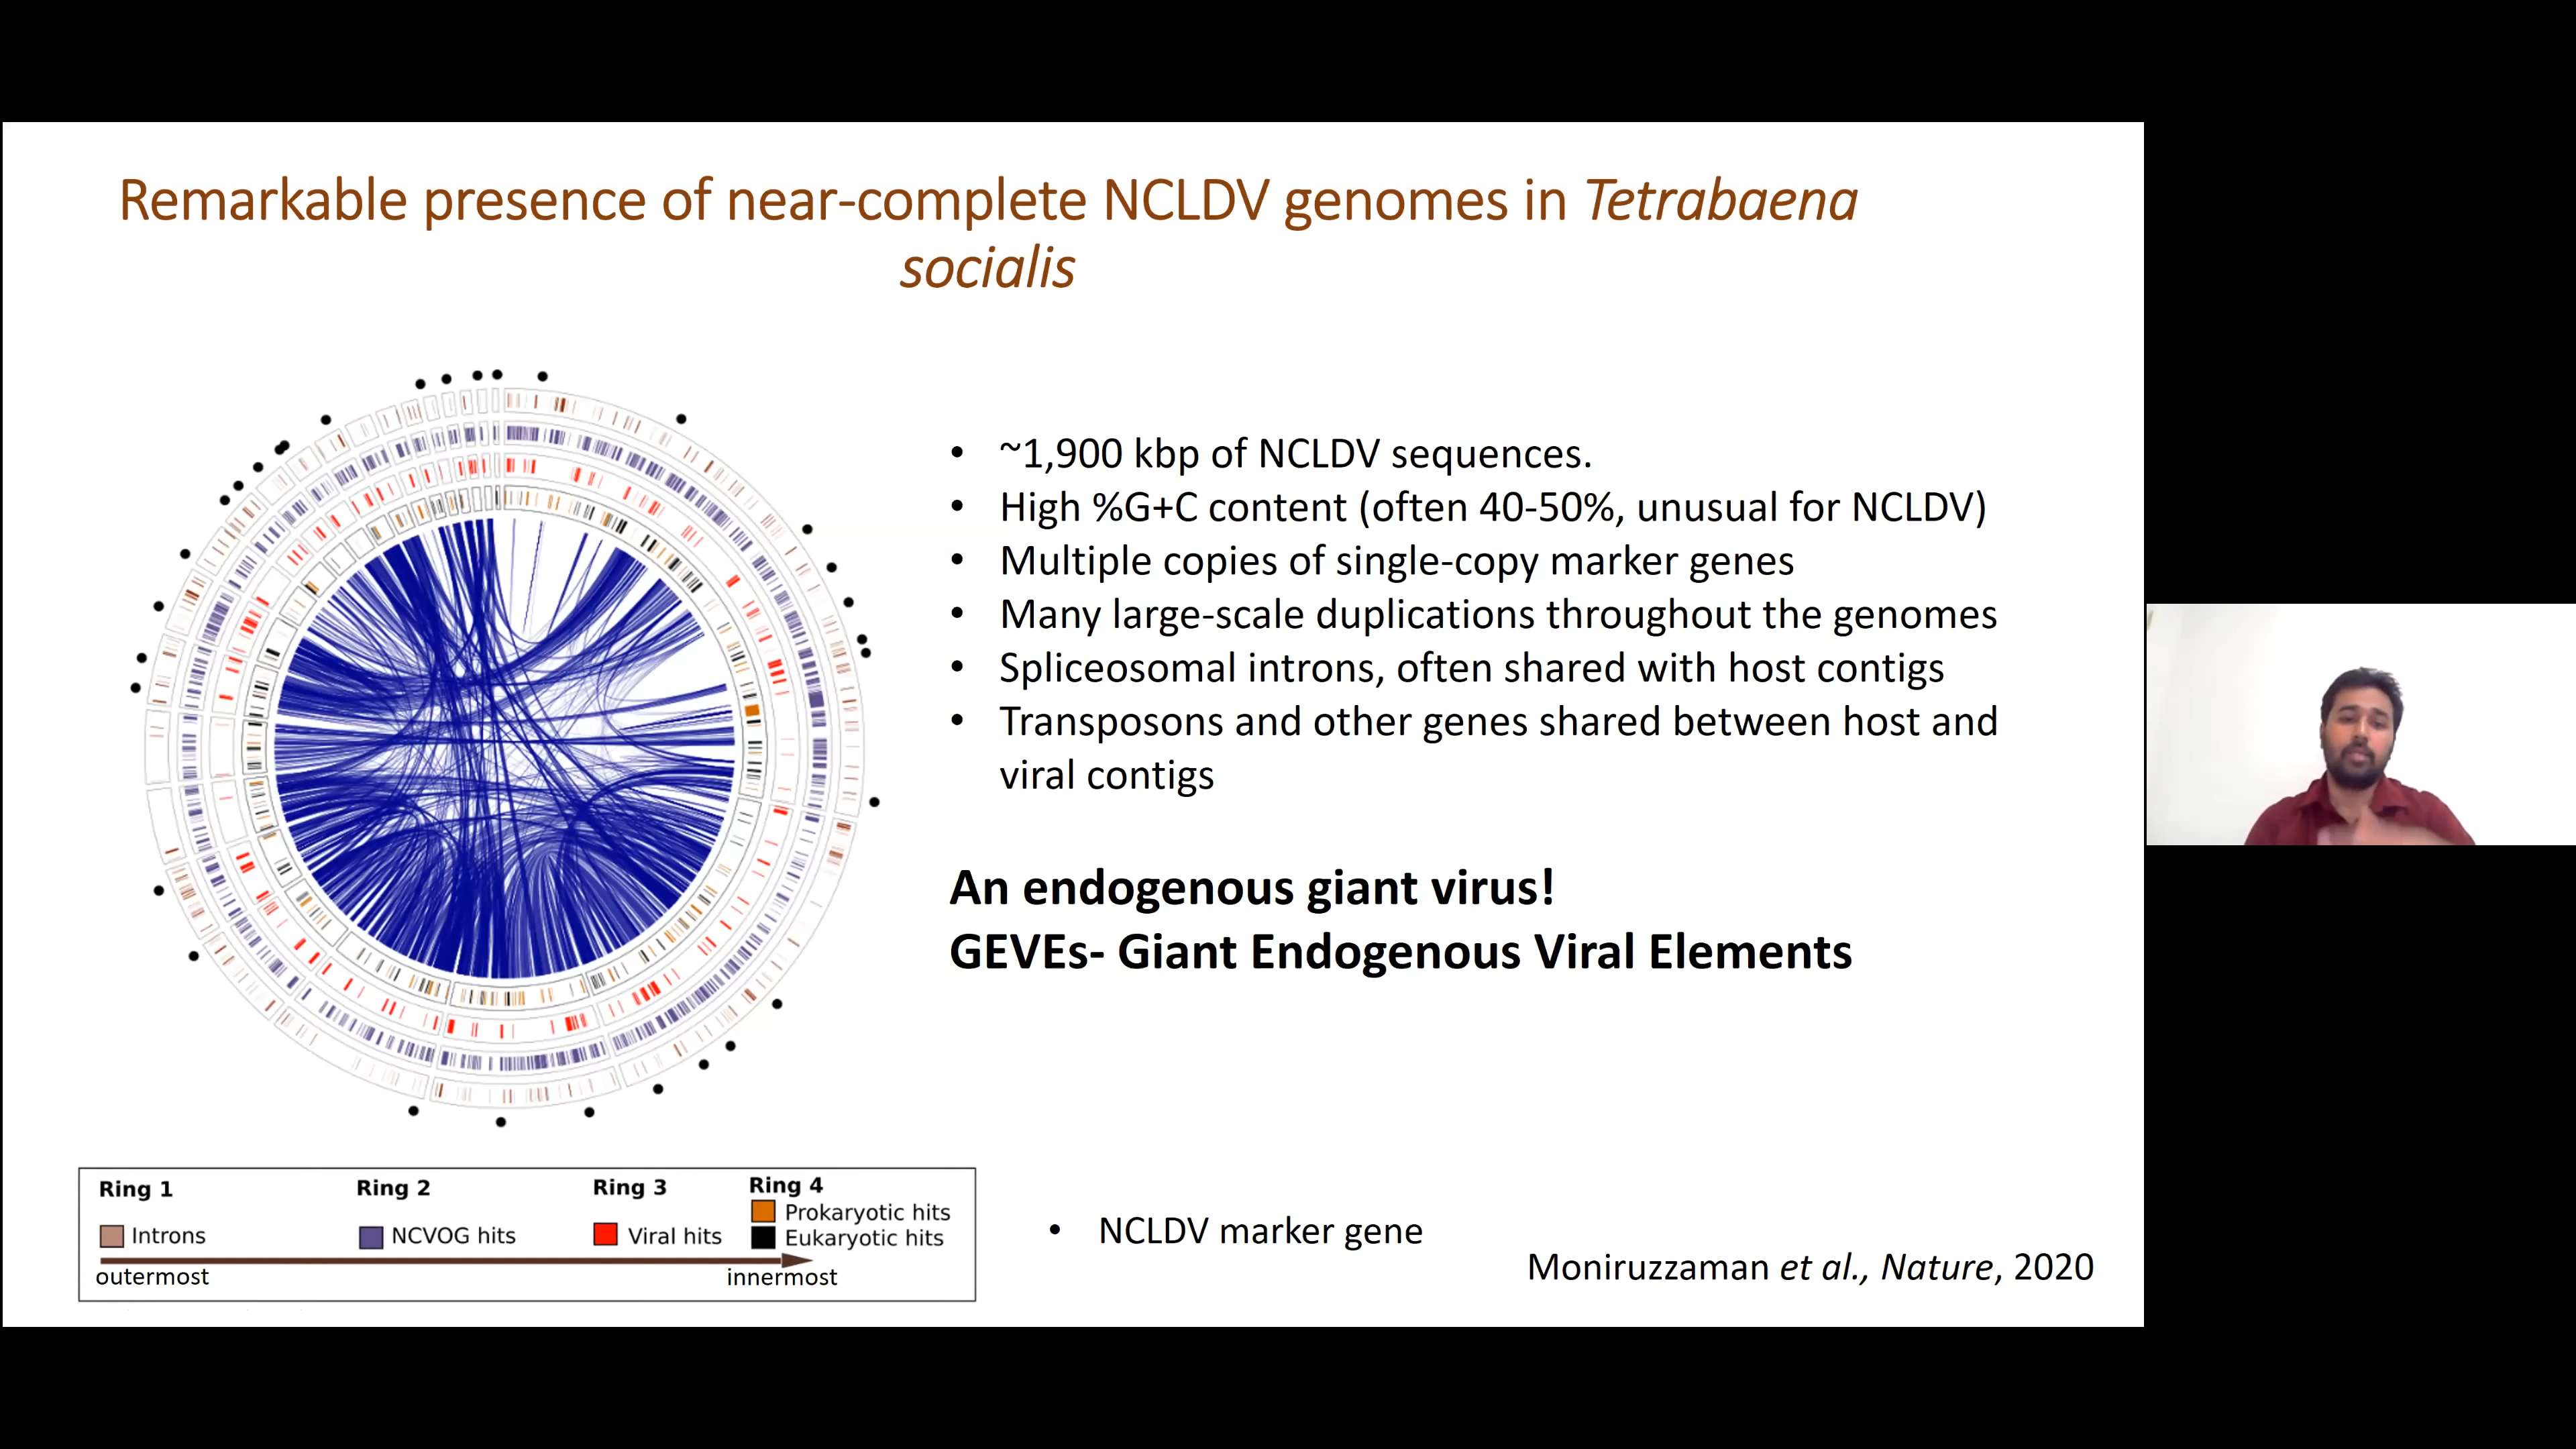 Remarkable presence of near-complete NCLDV genomes in Tetrabaena
socialis
• ~1,900 kbp of NCLDV sequences.
• High %G+C content (often 40-50%, unusual for NCLDV)
• Multiple copies of single-copy marker genes
• Many large-scale duplications throughout the genomes
• Spliceosomal introns, often shared with host contigs
• Transposons and other genes shared between host and
viral contigs
An endogenous giant virus!
GEVEs- Giant Endogenous Viral Elements
Ring 1
Introns
Ring 2
NCVOG hits
Ring 3
Viral hits
Ring 4
Prokaryotic hits
Eukaryotic hits
outermost
innermost
• NCLDV marker gene
Moniruzzaman et al., Nature, 2020